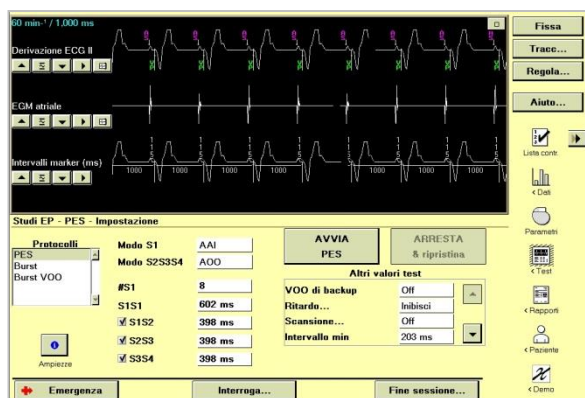 60 min-¹ / 1,000 ms
Fissa
Derivazione ECG II
Tracc...
Regola...
EGM atriale
Aiuto...
Lista contr.
Intervalli marker (ms)
1000 1000 1000 1000 1000 1000 1000
< Dati
Studi EP - PES - Impostazione
Parametri
Protocolli
PES
Burst
Burst VOO
Modo S1 AAI
Modo S2S3S4 AOO
#S1 8
S1S1 602 ms
S1S2 398 ms
S2S3 398 ms
S3S4 398 ms
AVVIA
PES
ARRESTA
& ripristina
Altri valori test
VOO di backup Off
Ritardo... Inibisci
Scansione... Off
Intervallo min 203 ms
Ampiezze
< Test
< Rapporti
< Paziente
< Demo
Emergenza
Interroga...
Fine sessione...